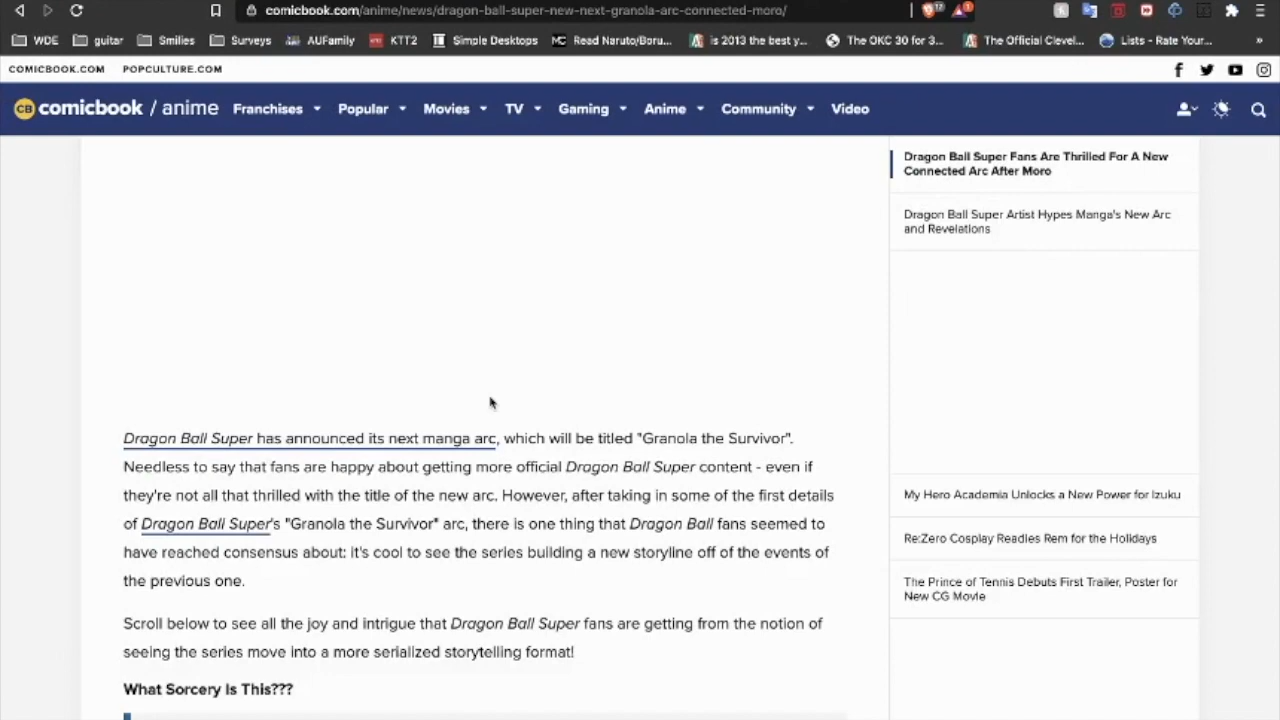 comicbook.com/anime/news/dragon-ball-super-new-next-granola-arc-connected-moro/
WDE guitar Smilies Surveys AUFamily KTT2 Simple Desktops Read Naruto/Boru... is 2013 the best y... The OKC 30 for 3... The Official Clevel... Lists - Rate Your... »
COMICBOOK.COM POPCULTURE.COM
CB comicbook / anime Franchises Popular Movies TV Gaming Anime Community Video
Dragon Ball Super Fans Are Thrilled For A New
Connected Arc After Moro
Dragon Ball Super Artist Hypes Manga's New Arc
and Revelations
My Hero Academia Unlocks a New Power for Izuku
Re:Zero Cosplay Readies Rem for the Holidays
The Prince of Tennis Debuts First Trailer, Poster for
New CG Movie
Dragon Ball Super has announced its next manga arc, which will be titled "Granola the Survivor".
Needless to say that fans are happy about getting more official Dragon Ball Super content - even if
they're not all that thrilled with the title of the new arc. However, after taking in some of the first details
of Dragon Ball Super's "Granola the Survivor" arc, there is one thing that Dragon Ball fans seemed to
have reached consensus about: it's cool to see the series building a new storyline off of the events of
the previous one.
Scroll below to see all the joy and intrigue that Dragon Ball Super fans are getting from the notion of
seeing the series move into a more serialized storytelling format!
What Sorcery Is This???